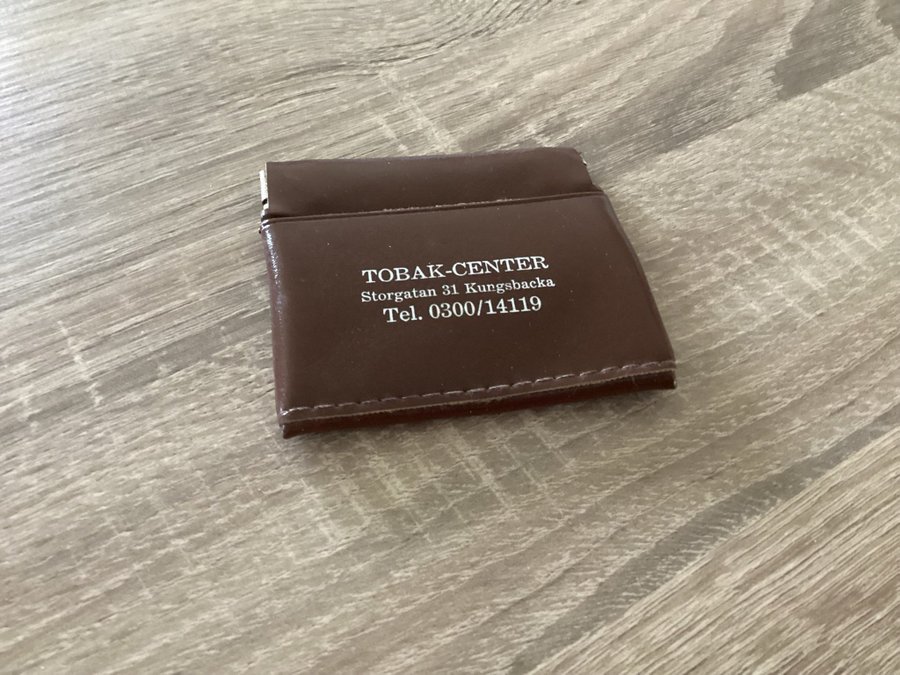 TOBAK-CENTER
Storgatan 31 Kungsbacka
Tel. 0300/14119